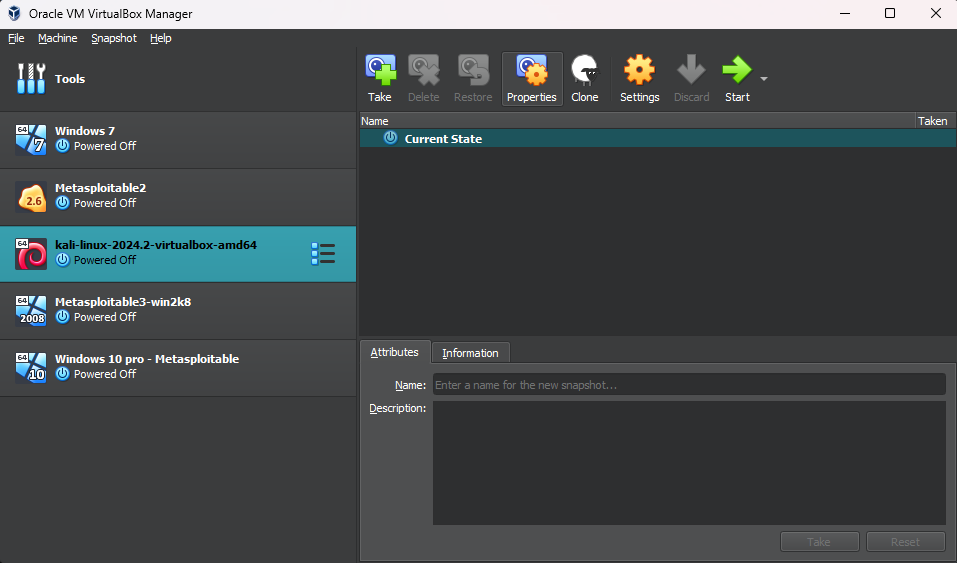 Oracle VM VirtualBox Manager
File Machine Snapshot Help
Tools
Take Delete Restore Properties Clone Settings Discard Start
Name Taken
Current State
64 7 Windows 7
Powered Off
2.6 Metasploitable2
Powered Off
64 kali-linux-2024.2-virtualbox-amd64
Powered Off
64 2008 Metasploitable3-win2k8
Powered Off
64 10 Windows 10 pro - Metasploitable
Powered Off
Attributes Information
Name: Enter a name for the new snapshot...
Description:
Take Reset